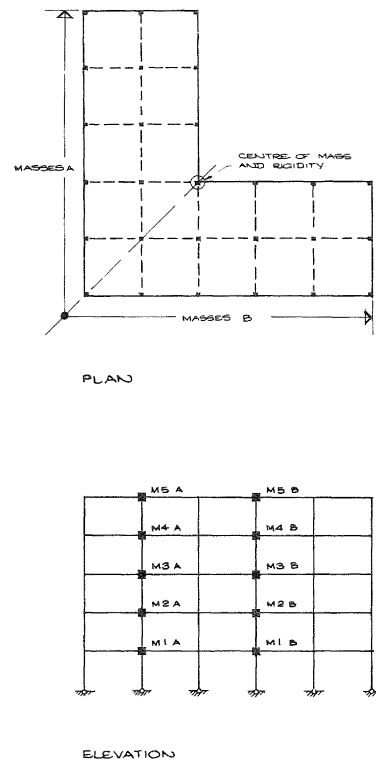 CENTRE OF MASS
AND RIGIDITY
MASSES A
MASSES B
PLAN
M5 A M5 B
M4 A M4 B
M3 A M3 B
M2 A M2 B
M1 A M1 B
ELEVATION